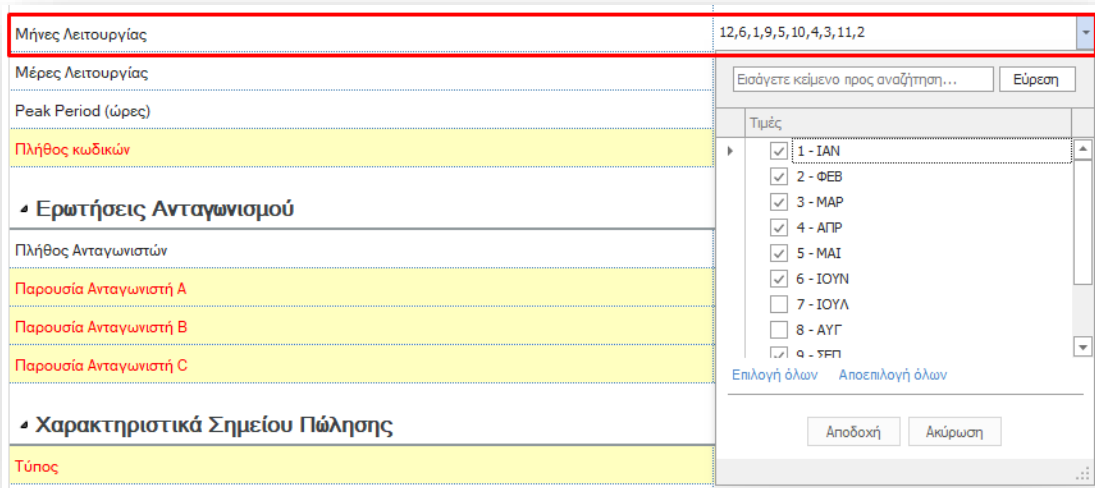 Μήνες Λειτουργίας 12,6,1,9,5,10,4,3,11,2
Μέρες Λειτουργίας
Peak Period (ώρες)
Πλήθος κωδικών
Ερωτήσεις Ανταγωνισμού
Πλήθος Ανταγωνιστών
Παρουσία Ανταγωνιστή Α
Παρουσία Ανταγωνιστή Β
Παρουσία Ανταγωνιστή C
Χαρακτηριστικά Σημείου Πώλησης
Τύπος
Εισάγετε κείμενο προς αναζήτηση... Εύρεση
Τιμές
1 - ΙΑΝ
2 - ΦΕΒ
3 - ΜΑΡ
4 - ΑΠΡ
5 - ΜΑΙ
6 - ΙΟΥΝ
7 - ΙΟΥΛ
8 - ΑΥΓ
9 - ΣΕΠ
Επιλογή όλων Αποεπιλογή όλων
Αποδοχή Ακύρωση